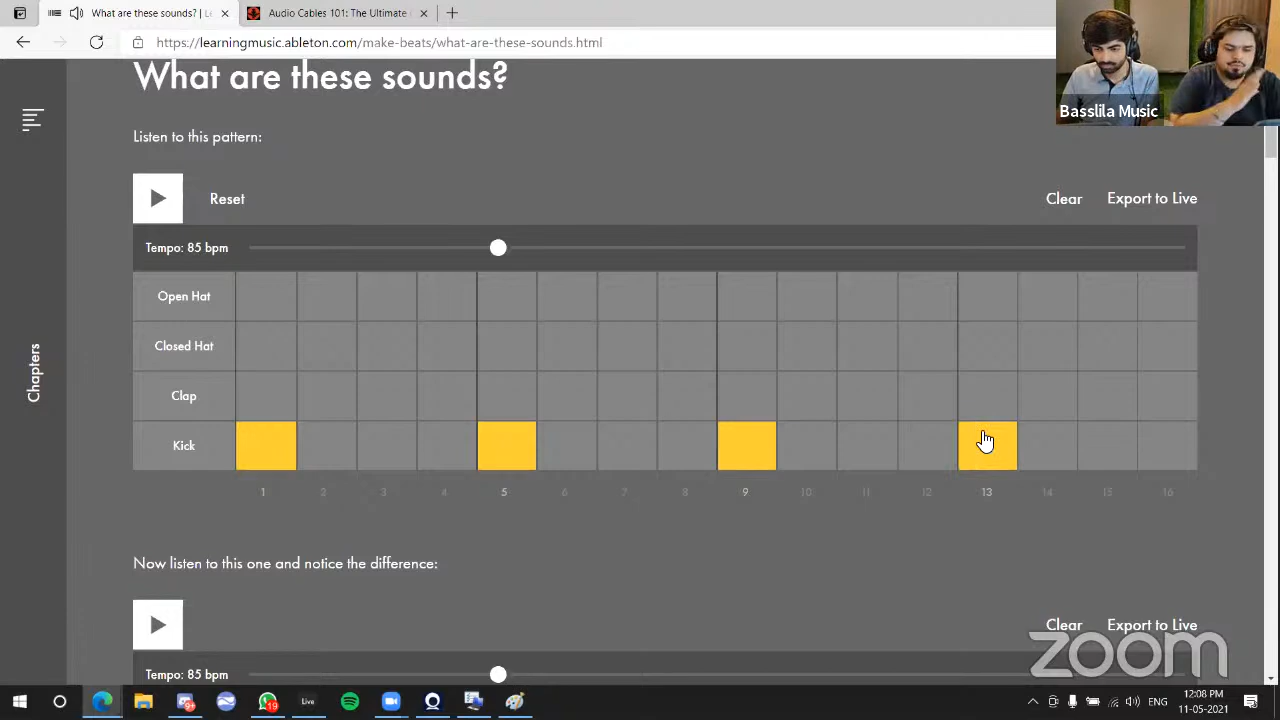 What are these sounds? | L
Audio Cables 101: The Ultimate
https://learningmusic.ableton.com/make-beats/what-are-these-sounds.html
Basslila Music
What are these sounds?
Listen to this pattern:
Reset
Clear
Export to Live
Tempo: 85 bpm
Open Hat
Closed Hat
Clap
Kick
1 2 3 4 5 6 7 8 9 10 11 12 13 14 15 16
Chapters
Now listen to this one and notice the difference:
Clear
Export to Live
Tempo: 85 bpm
zoom
19
Live
ENG
12:08 PM
11-05-2021